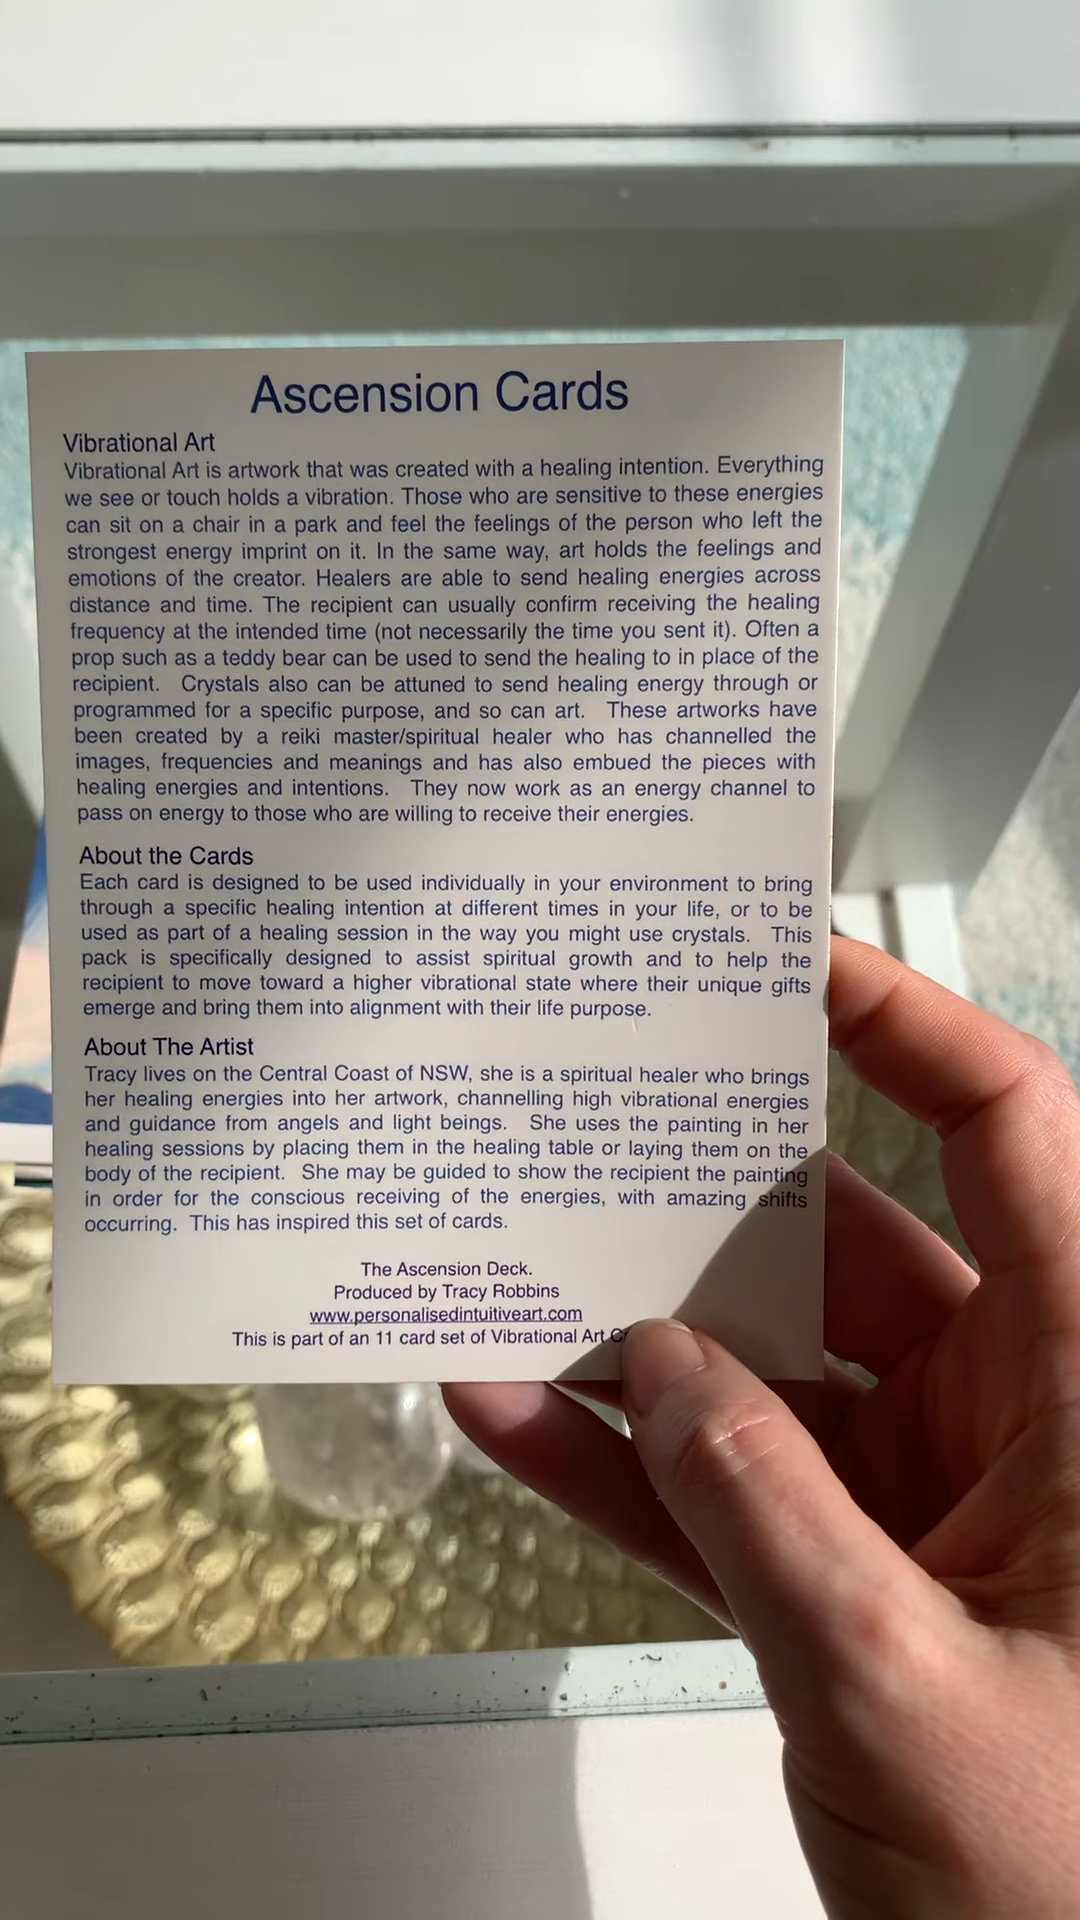 Ascension Cards
Vibrational Art
Vibrational Art is artwork that was created with a healing intention. Everything
we see or touch holds a vibration. Those who are sensitive to these energies
can sit on a chair in a park and feel the feelings of the person who left the
strongest energy imprint on it. In the same way, art holds the feelings and
emotions of the creator. Healers are able to send healing energies across
distance and time. The recipient can usually confirm receiving the healing
frequency at the intended time (not necessarily the time you sent it). Often a
prop such as a teddy bear can be used to send the healing to in place of the
recipient. Crystals also can be attuned to send healing energy through or
programmed for a specific purpose, and so can art. These artworks have
been created by a reiki master/spiritual healer who has channelled the
images, frequencies and meanings and has also embued the pieces with
healing energies and intentions. They now work as an energy channel to
pass on energy to those who are willing to receive their energies.
About the Cards
Each card is designed to be used individually in your environment to bring
through a specific healing intention at different times in your life, or to be
used as part of a healing session in the way you might use crystals. This
pack is specifically designed to assist spiritual growth and to help the
recipient to move toward a higher vibrational state where their unique gifts
emerge and bring them into alignment with their life purpose.
About The Artist
Tracy lives on the Central Coast of NSW, she is a spiritual healer who brings
her healing energies into her artwork, channelling high vibrational energies
and guidance from angels and light beings. She uses the painting in her
healing sessions by placing them in the healing table or laying them on the
body of the recipient. She may be guided to show the recipient the painting
in order for the conscious receiving of the energies, with amazing shifts
occurring. This has inspired this set of cards.
The Ascension Deck.
Produced by Tracy Robbins
www.personalisedintuitiveart.com
This is part of an 11 card set of Vibrational Art